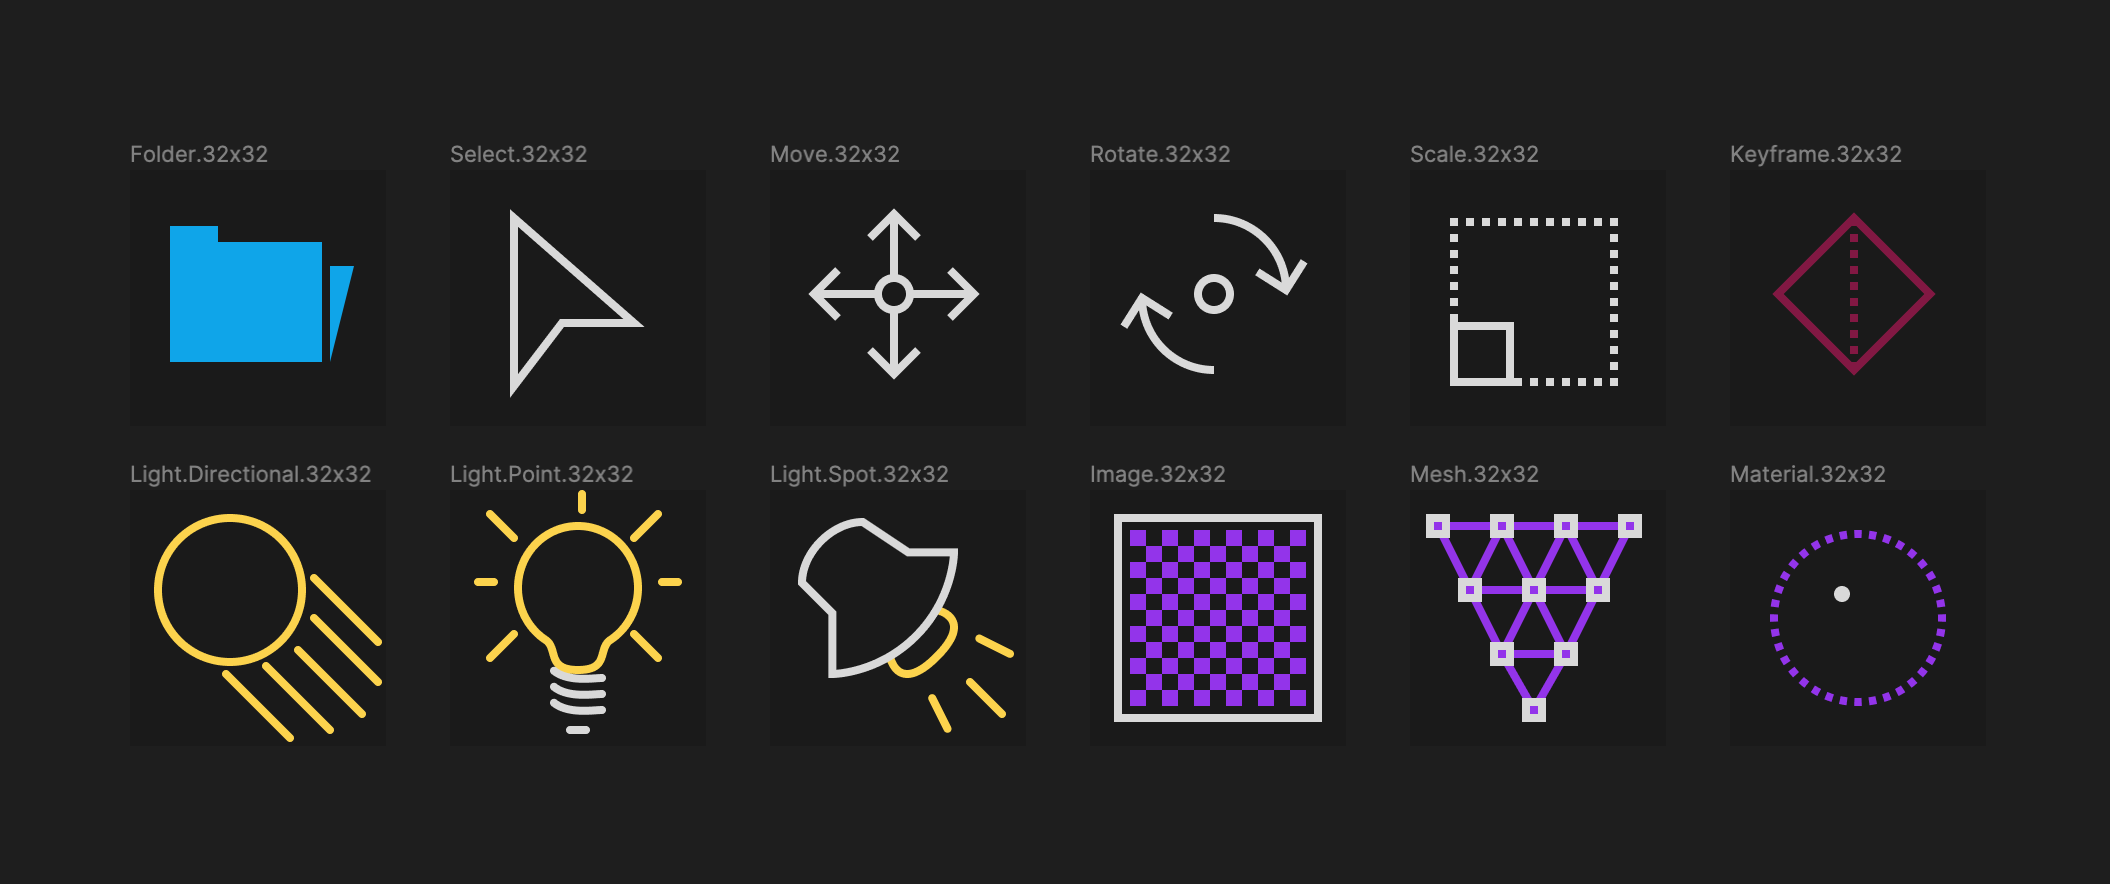 Folder.32x32
Select.32x32
Move.32x32
Rotate.32x32
Scale.32x32
Keyframe.32x32
Light.Directional.32x32
Light.Point.32x32
Light.Spot.32x32
Image.32x32
Mesh.32x32
Material.32x32